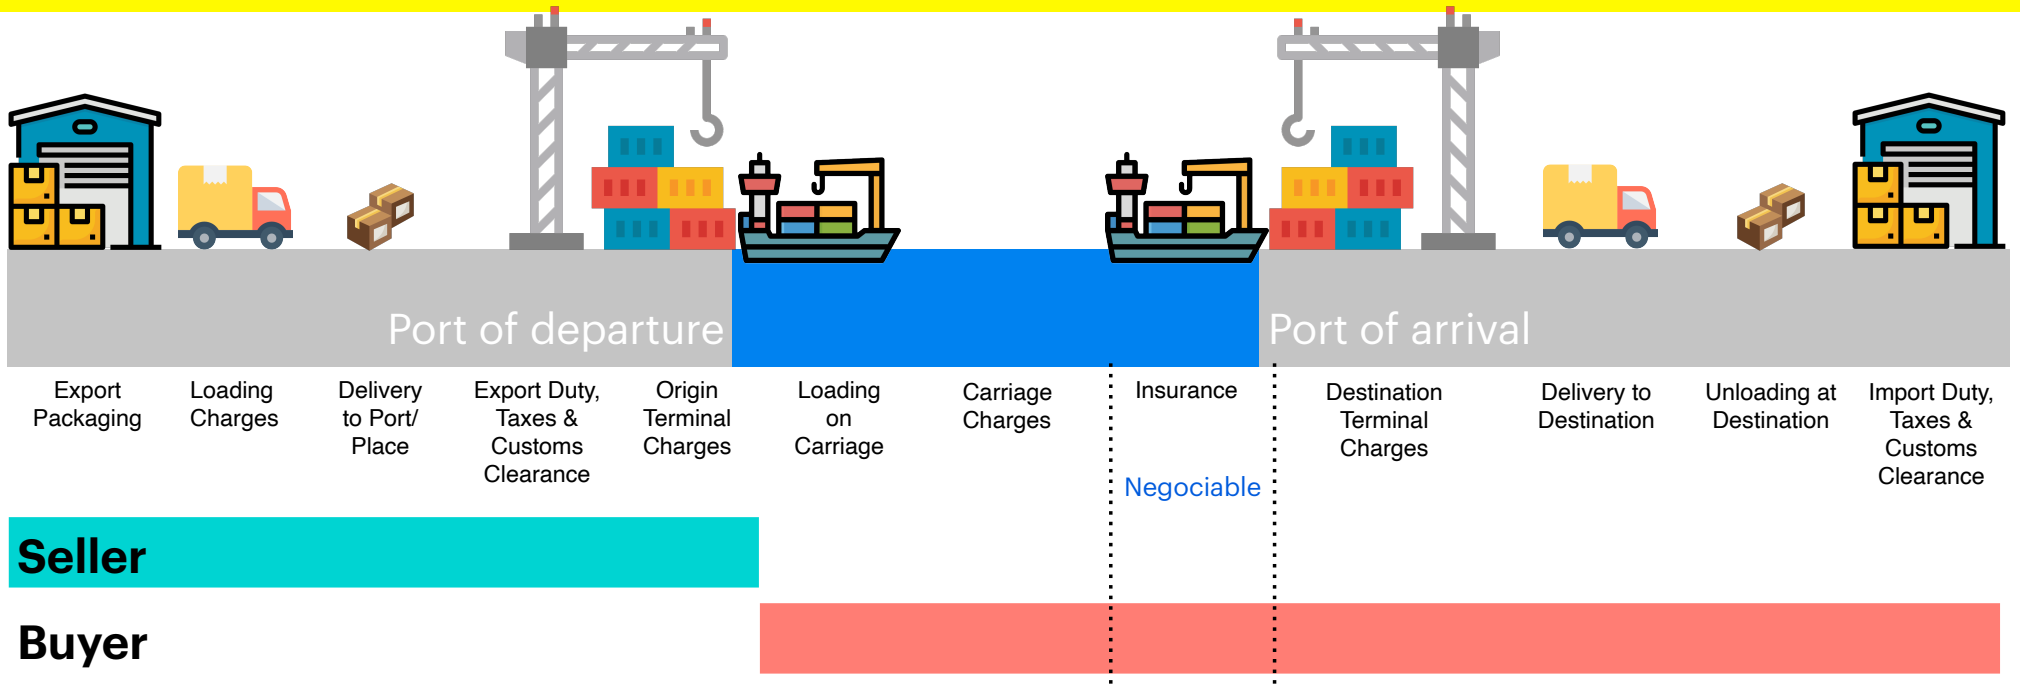 Port of departure
Port of arrival
Export
Packaging
Loading
Charges
Delivery
to Port/
Place
Export Duty,
Taxes &
Customs
Clearance
Origin
Terminal
Charges
Loading
on
Carriage
Carriage
Charges
Insurance
Negociable
Destination
Terminal
Charges
Delivery to
Destination
Unloading at
Destination
Import Duty,
Taxes &
Customs
Clearance
Seller
Buyer